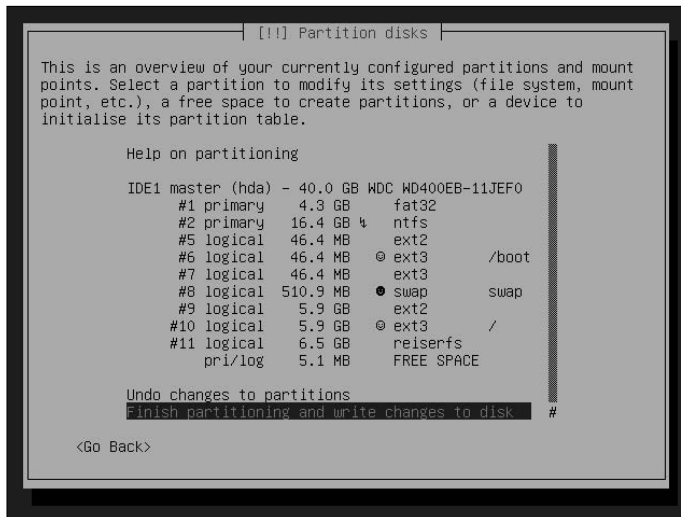 [!!] Partition disks
This is an overview of your currently configured partitions and mount
points. Select a partition to modify its settings (file system, mount
point, etc.), a free space to create partitions, or a device to
initialise its partition table.
Help on partitioning
IDE1 master (hda) - 40.0 GB WDC WD400EB-11JEF0
#1 primary 4.3 GB fat32
#2 primary 16.4 GB ↯ ntfs
#5 logical 46.4 MB ext2
#6 logical 46.4 MB ☺ ext3 /boot
#7 logical 46.4 MB ext3
#8 logical 510.9 MB ☻ swap swap
#9 logical 5.9 GB ext2
#10 logical 5.9 GB ☺ ext3 /
#11 logical 6.5 GB reiserfs
pri/log 5.1 MB FREE SPACE
Undo changes to partitions
Finish partitioning and write changes to disk #
<Go Back>